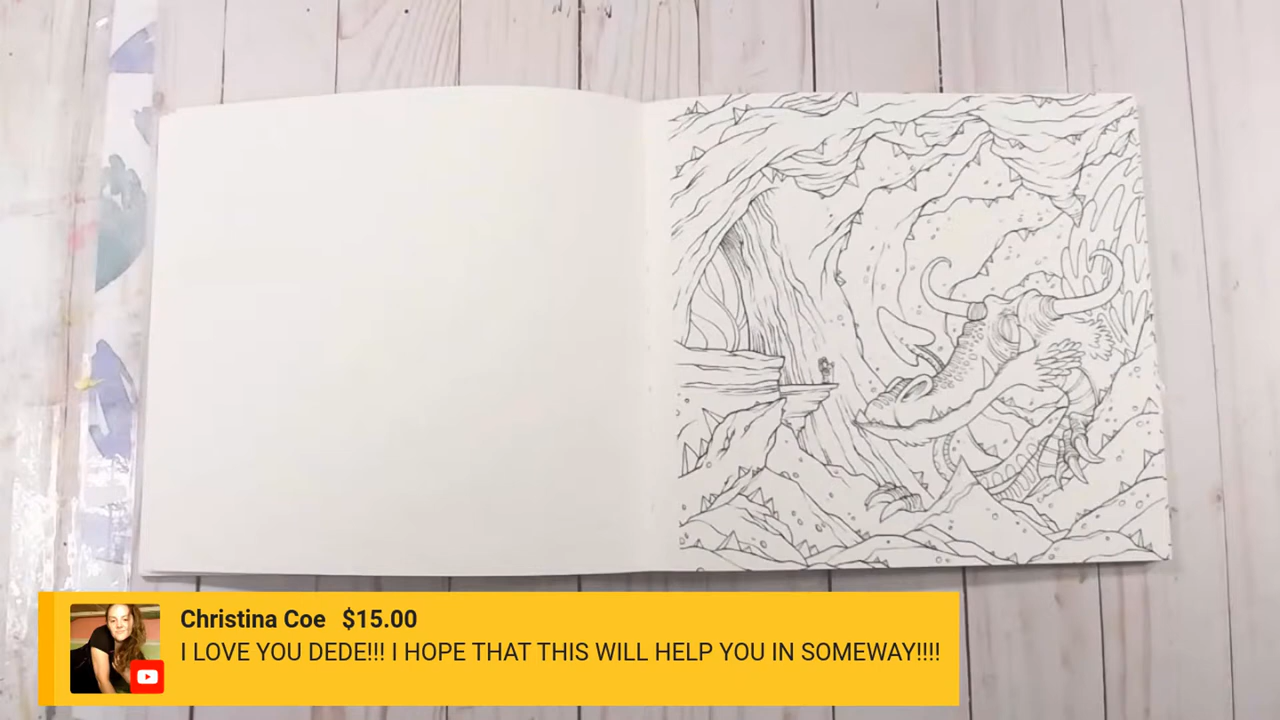 Christina Coe $15.00
I LOVE YOU DEDE!!! I HOPE THAT THIS WILL HELP YOU IN SOMEWAY!!!!